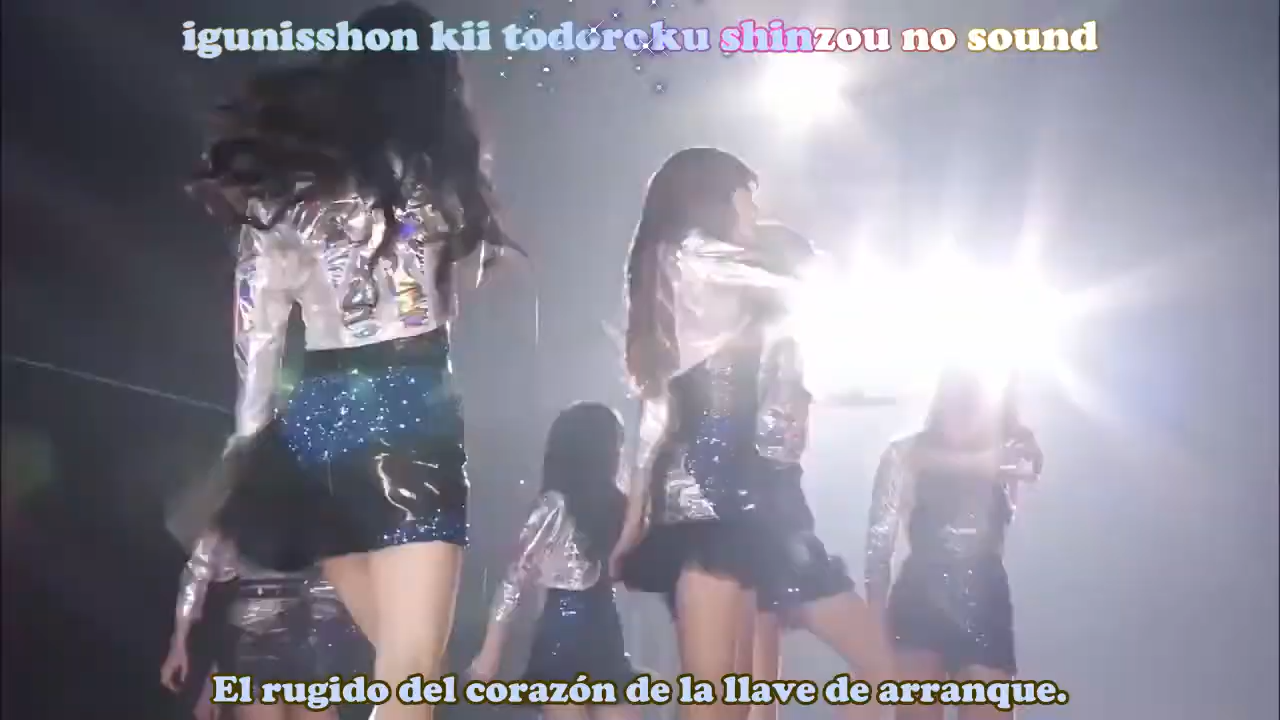 igunisshon kii todoroku shinzou no sound
El rugido del corazón de la llave de arranque.